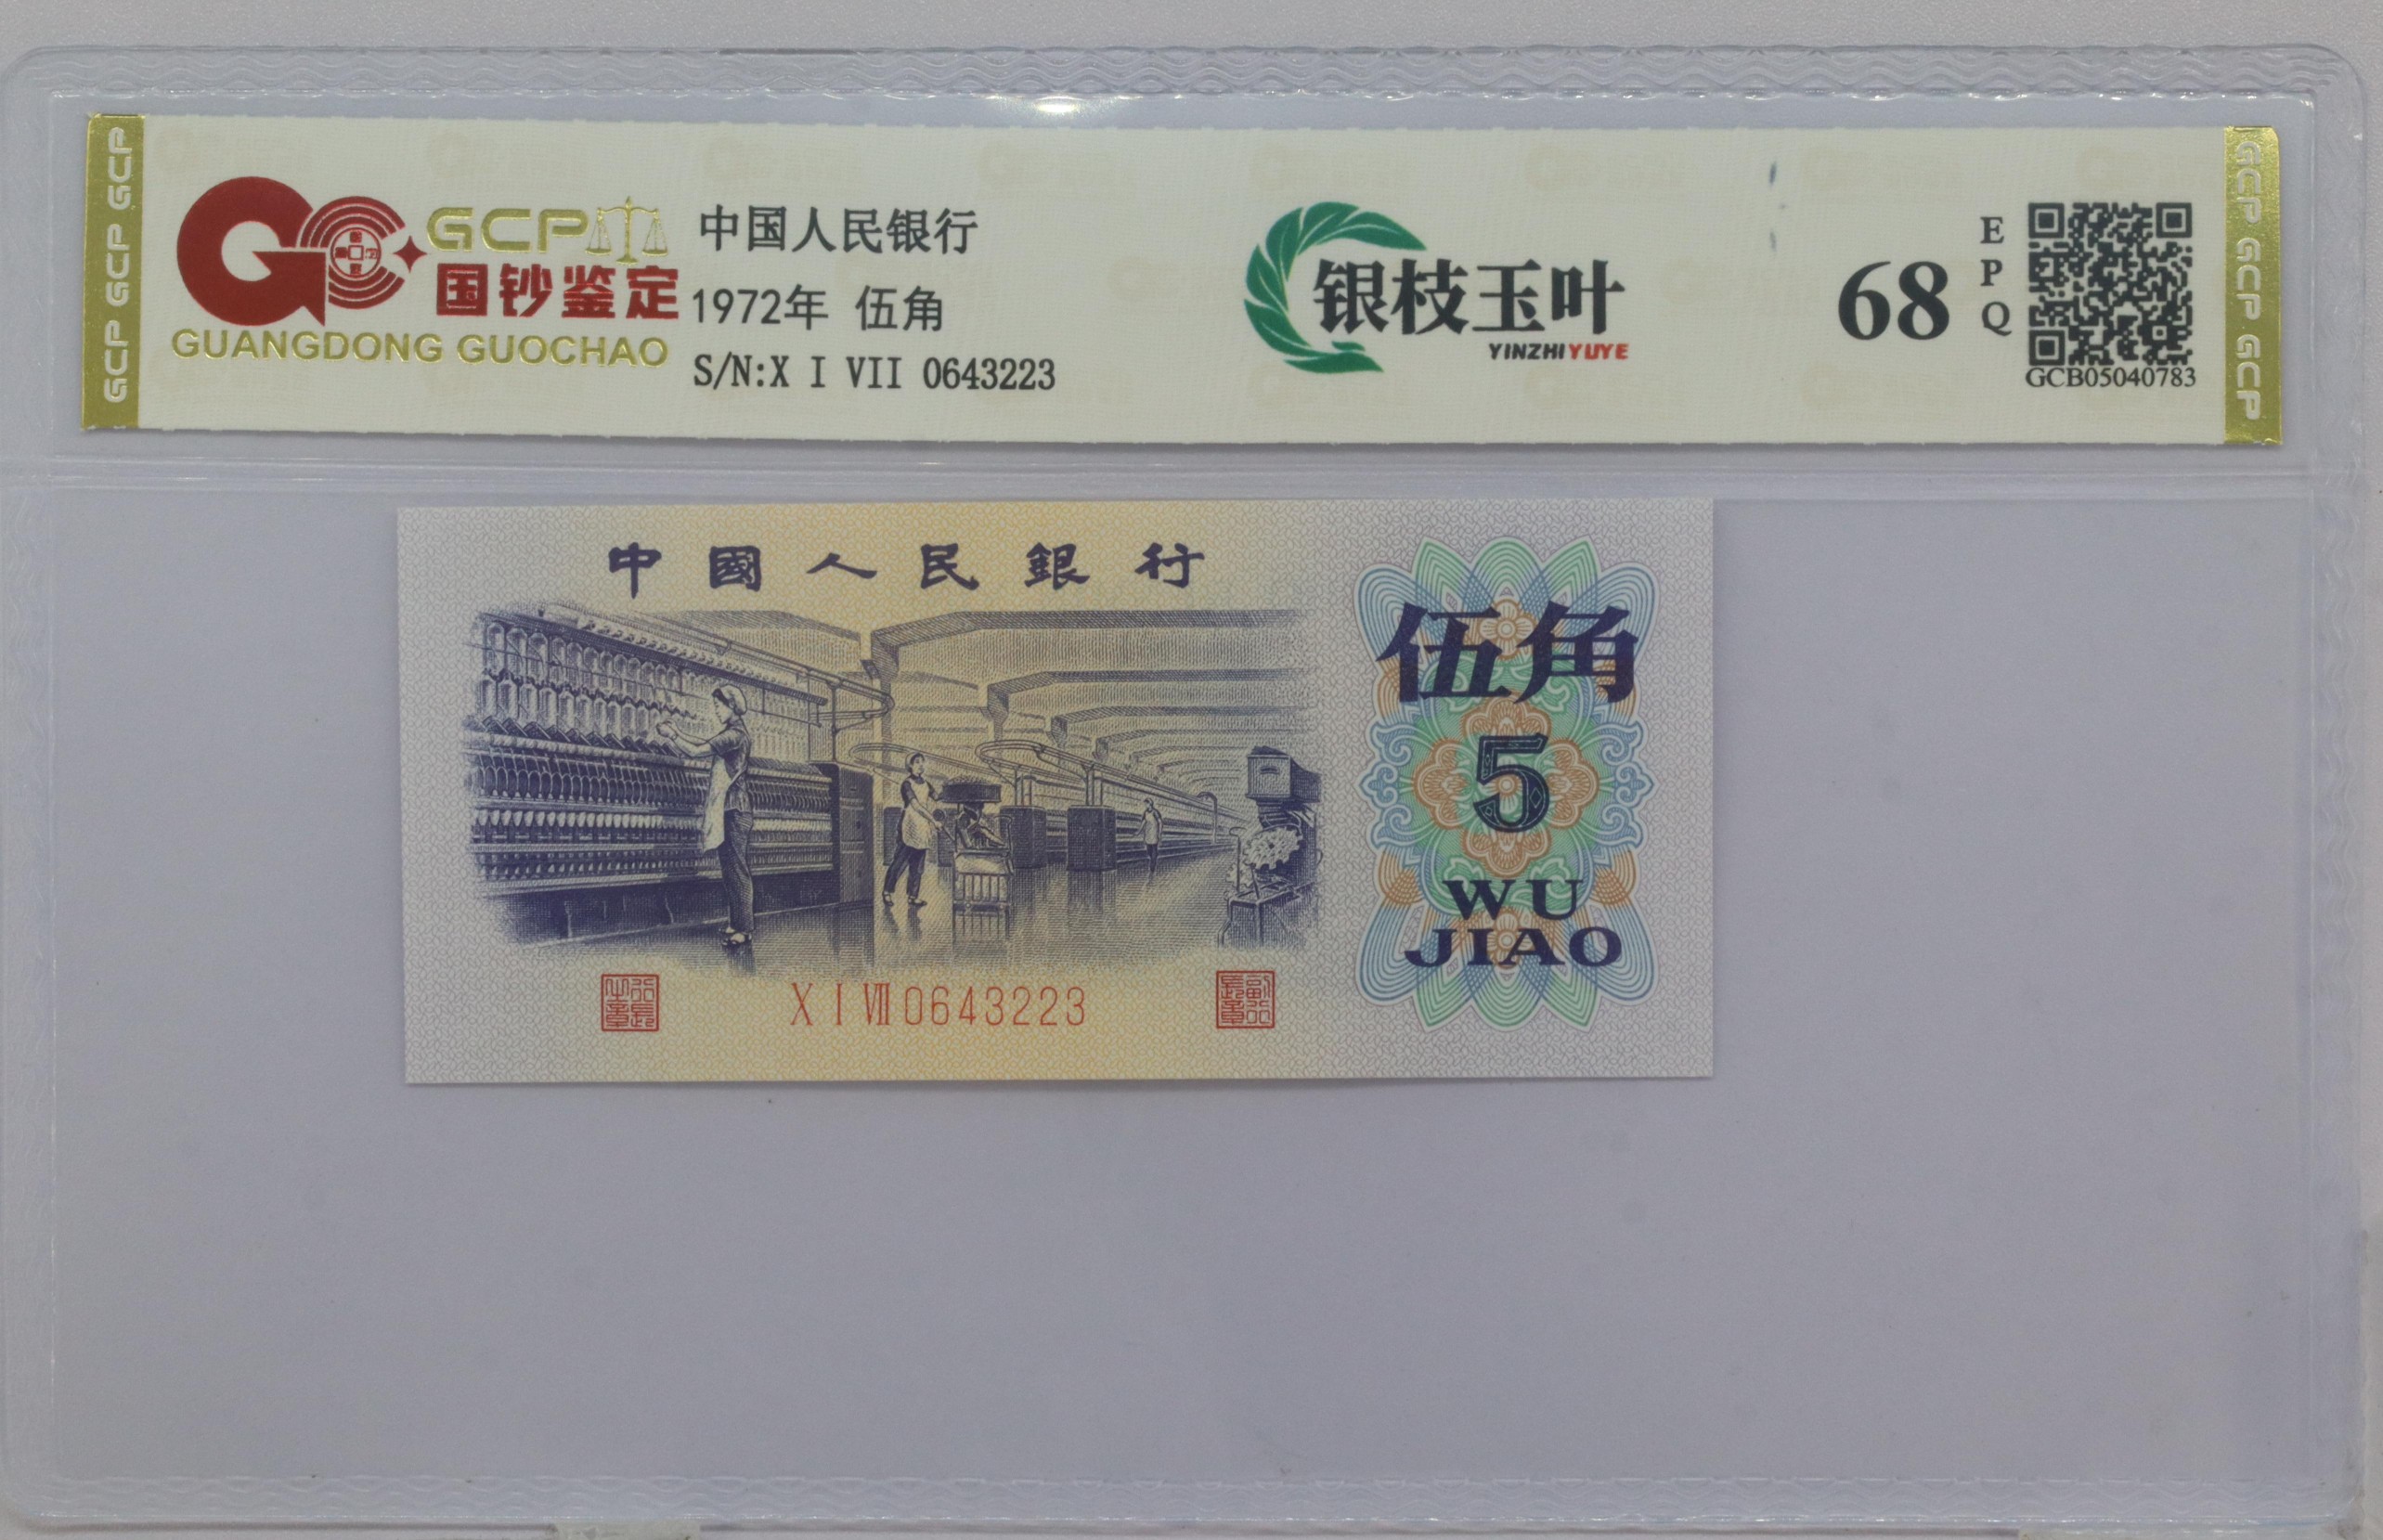 GCP GCP GCP
GCP
国钞鉴定
GUANGDONG GUOCHAO
中国人民银行
1972年 伍角
S/N:X I VII 0643223
银枝玉叶
YINZHIYUYE
68
EPQ
GCB05040783
GCP GCP GCP
中國人民銀行
伍角
5
WU
JIAO
X I VII 0643223